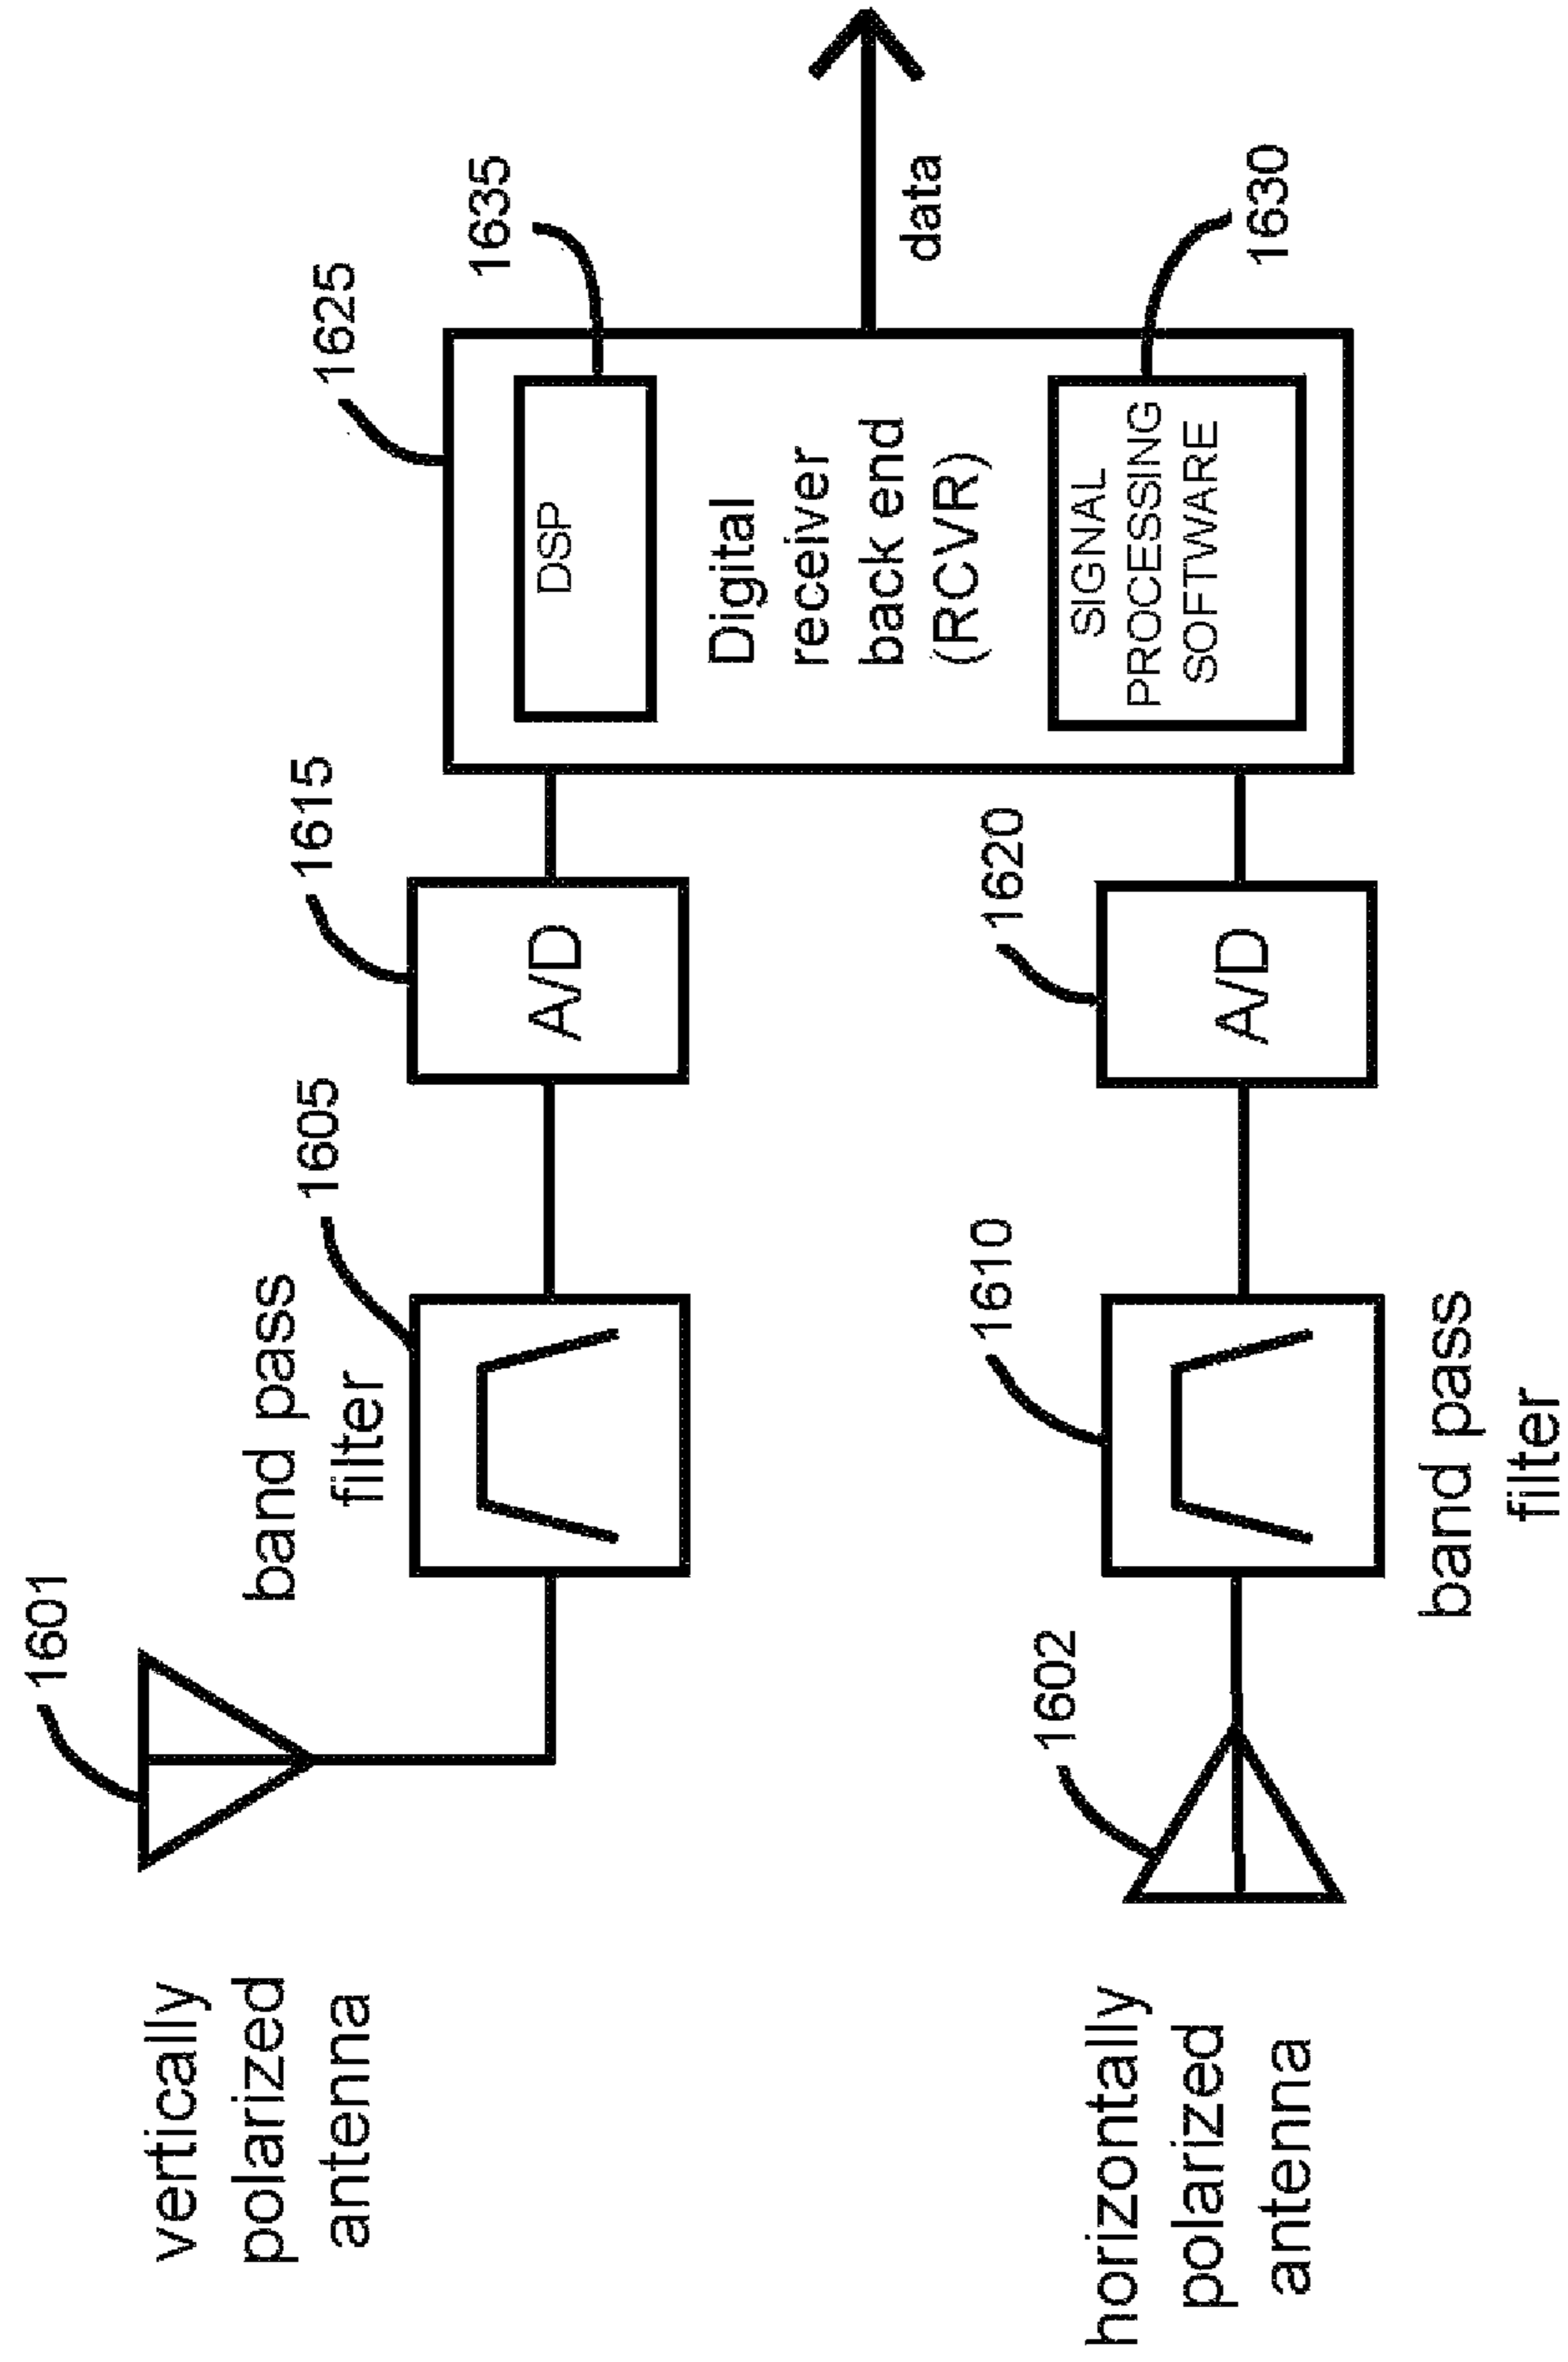 vertically
polarized
antenna
1601
band pass
filter
1605
1615
A/D
1625
1635
DSP
Digital
receiver
back end
(RCVR)
SIGNAL
PROCESSING
SOFTWARE
1630
data
horizontally
polarized
antenna
1602
1610
band pass
filter
1620
A/D